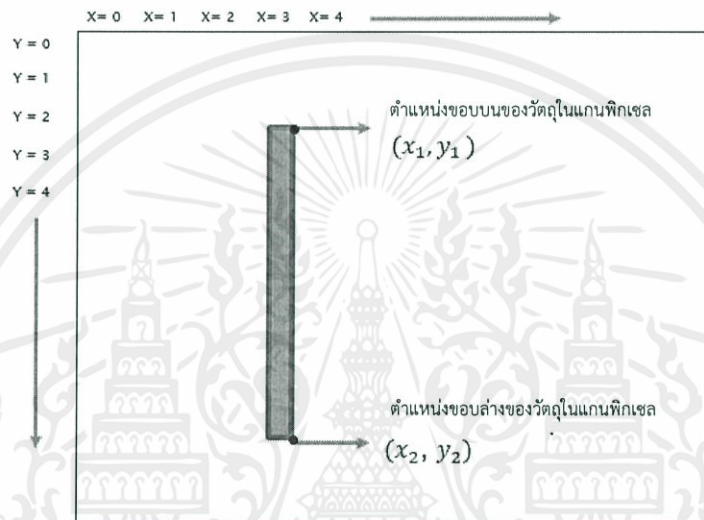 X= 0 X= 1 X= 2 X= 3 X= 4
Y = 0
Y = 1
Y = 2
Y = 3
Y = 4
ตำแหน่งขอบบนของวัตถุในแกนพิกเซล
(x₁, y₁ )
ตำแหน่งขอบล่างของวัตถุในแกนพิกเซล
(x₂, y₂)